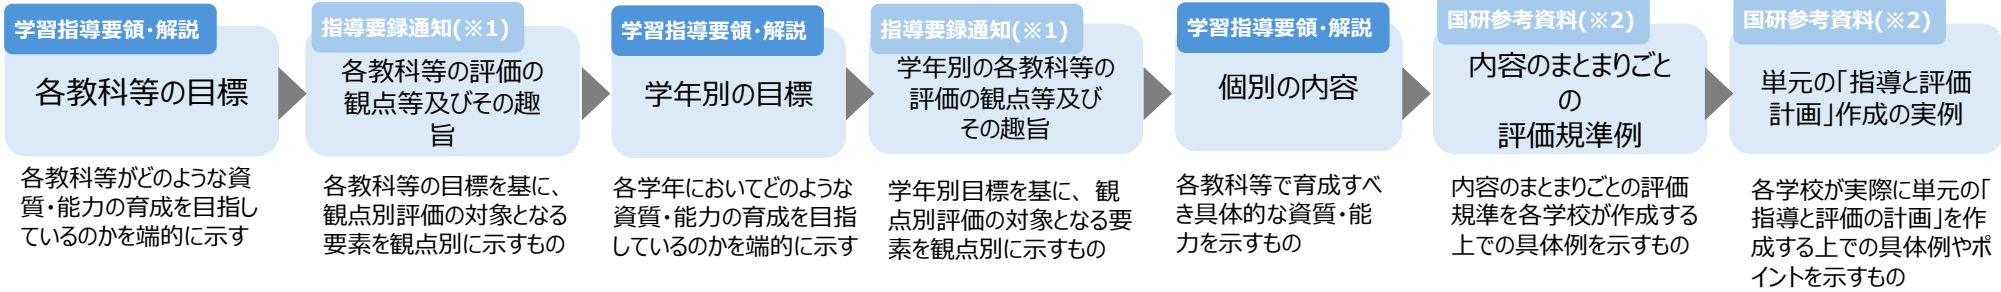 学習指導要領・解説
各教科等の目標
各教科等がどのような資
質・能力の育成を目指し
ているのかを端的に示す
指導要録通知(※1)
各教科等の評価の
観点等及びその趣
旨
各教科等の目標を基に、
観点別評価の対象となる
要素を観点別に示すもの
学習指導要領・解説
学年別の目標
各学年においてどのような
資質・能力の育成を目指
しているのかを端的に示す
指導要録通知(※1)
学年別の各教科等の
評価の観点等及び
その趣旨
学年別目標を基に、観
点別評価の対象となる要
素を観点別に示すもの
学習指導要領・解説
個別の内容
各教科等で育成すべ
き具体的な資質・能
力を示すもの
国研参考資料(※2)
内容のまとまりごと
の
評価規準例
内容のまとまりごとの評価
規準を各学校が作成する
上での具体例を示すもの
国研参考資料(※2)
単元の「指導と評価
計画」作成の実例
各学校が実際に単元の「
指導と評価の計画」を作
成する上での具体例やポ
イントを示すもの